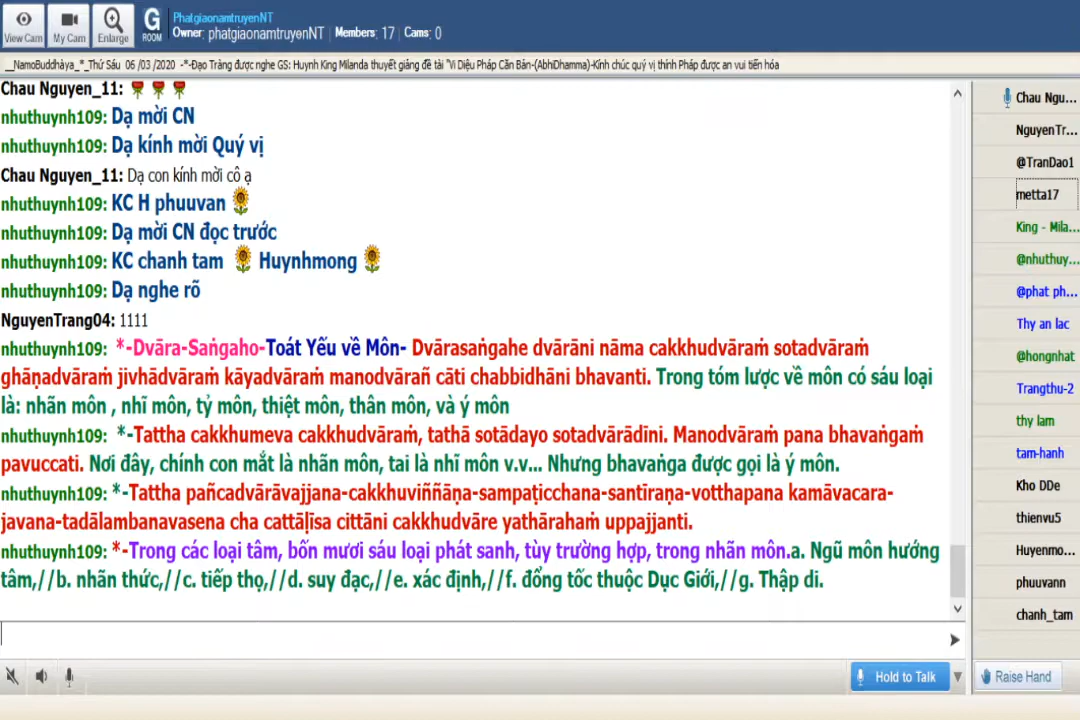 View Cam
My Cam
Enlarge
G
ROOM
PhatgiaonamtruyenNT
Owner: phatgiaonamtruyenNT | Members: 17 | Cams: 0
__NamoBuddhàya_*_Thứ Sáu 06 /03 /2020 -*-Đạo Tràng được nghe GS: Huynh King Milanda thuyết giảng đề tài "Vi Diệu Pháp Căn Bản-(AbhiDhamma)-Kính chúc quý vị thính Pháp được an vui tiến hóa
Chau Nguyen_11:
nhuthuynh109: Dạ mời CN
nhuthuynh109: Dạ kính mời Quý vị
Chau Nguyen_11: Dạ con kính mời cô ạ
nhuthuynh109: KC H phuuvan
nhuthuynh109: Dạ mời CN đọc trước
nhuthuynh109: KC chanh tam Huynhmong
nhuthuynh109: Dạ nghe rõ
NguyenTrang04: 1111
nhuthuynh109: *-Dvāra-Saṅgaho-Toát Yếu về Môn- Dvārasaṅgahe dvārāni nāma cakkhudvāraṁ sotadvāraṁ
ghāṇadvāraṁ jivhādvāraṁ kāyadvāraṁ manodvārañ cāti chabbidhāni bhavanti. Trong tóm lược về môn có sáu loại
là: nhãn môn , nhĩ môn, tỷ môn, thiệt môn, thân môn, và ý môn
nhuthuynh109: *-Tattha cakkhumeva cakkhudvāraṁ, tathā sotādayo sotadvārādīni. Manodvāraṁ pana bhavaṅgaṁ
pavuccati. Nơi đây, chính con mắt là nhãn môn, tai là nhĩ môn v.v... Nhưng bhavaṅga được gọi là ý môn.
nhuthuynh109: *-Tattha pañcadvārāvajjana-cakkhuviññāṇa-sampaṭicchana-santīraṇa-votthapana kamāvacara-
javana-tadālambanavasena cha cattāḷīsa cittāni cakkhudvāre yathārahaṁ uppajjanti.
nhuthuynh109: *-Trong các loại tâm, bốn mươi sáu loại phát sanh, tùy trường hợp, trong nhãn môn.a. Ngũ môn hướng
tâm,//b. nhãn thức,//c. tiếp thọ,//d. suy đạc,//e. xác định,//f. đổng tốc thuộc Dục Giới,//g. Thập di.
Chau Ngu...
NguyenTr...
@TranDao1
metta17
King - Mila...
@nhuthuy...
@phat ph...
Thy an lac
@hongnhat
Trangthu-2
thy lam
tam-hanh
Kho DDe
thienvu5
Huyenmo...
phuuvann
chanh_tam
Hold to Talk
Raise Hand